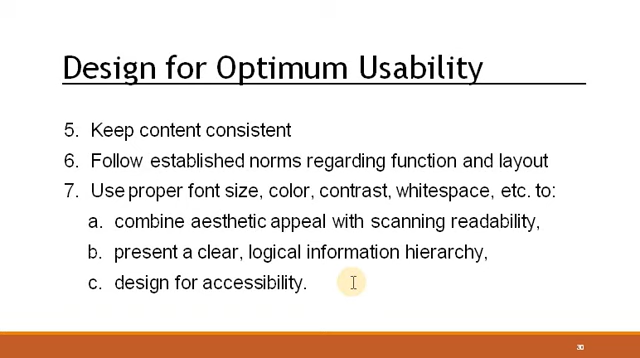 Design for Optimum Usability
5. Keep content consistent
6. Follow established norms regarding function and layout
7. Use proper font size, color, contrast, whitespace, etc. to:
a. combine aesthetic appeal with scanning readability,
b. present a clear, logical information hierarchy,
c. design for accessibility.
30